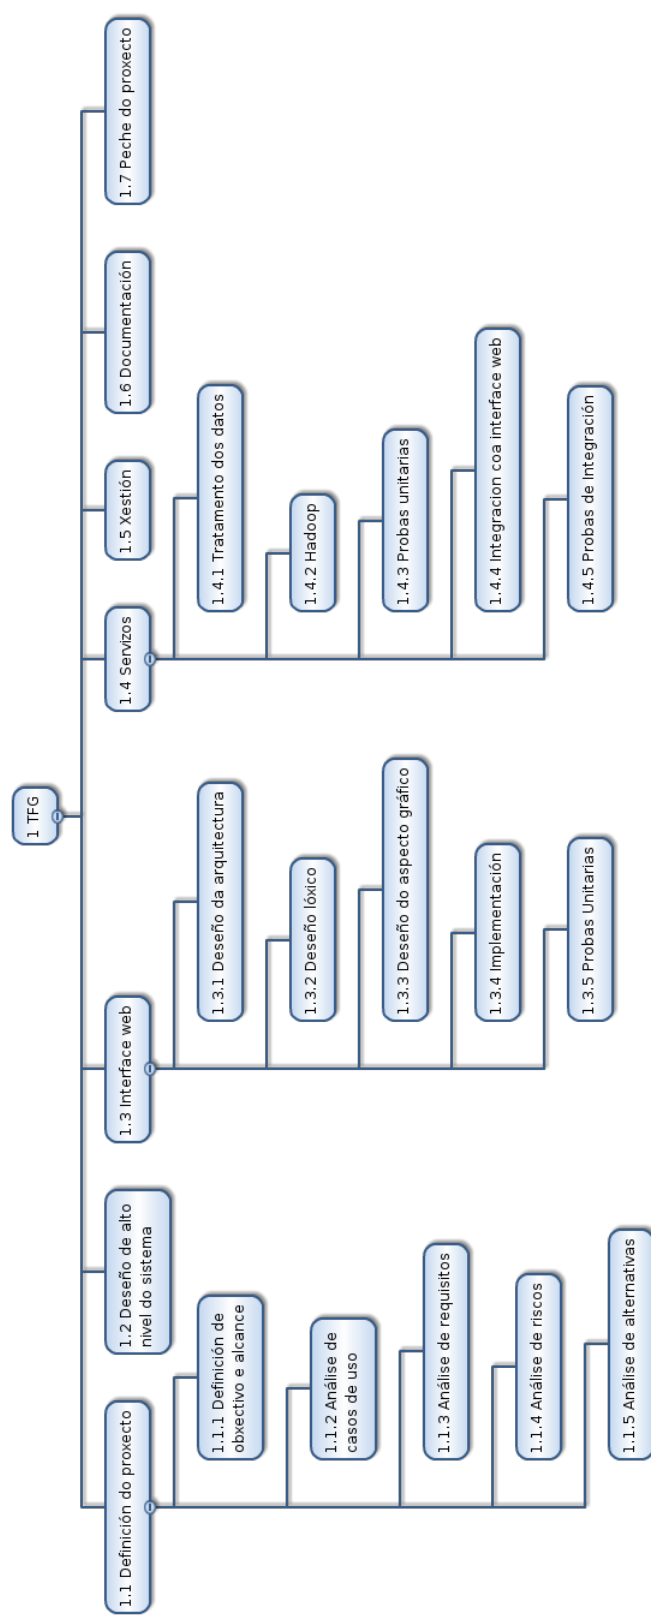 1 TFG
1.1 Definición do proxecto
1.1.1 Definición de
obxectivo e alcance
1.1.2 Análise de
casos de uso
1.1.3 Análise de requisitos
1.1.4 Análise de riscos
1.1.5 Análise de alternativas
1.2 Deseño de alto
nivel do sistema
1.3 Interface web
1.3.1 Deseño da arquitectura
1.3.2 Deseño lóxico
1.3.3 Deseño do aspecto gráfico
1.3.4 Implementación
1.3.5 Probas Unitarias
1.4 Servizos
1.4.1 Tratamento dos datos
1.4.2 Hadoop
1.4.3 Probas unitarias
1.4.4 Integracion coa interface web
1.4.5 Probas de Integración
1.5 Xestión
1.6 Documentación
1.7 Peche do proxecto